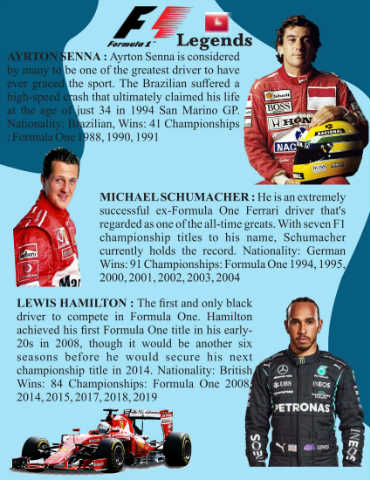 F1
Formula 1
L
Legends
AYRTON SENNA : Ayrton Senna is considered
by many to be one of the greatest driver to have
ever graced the sport. The Brazilian suffered a
high-speed crash that ultimately claimed his life
at the age of just 34 in 1994 San Marino GP.
Nationality: Brazilian, Wins: 41 Championships
: Formula One 1988, 1990, 1991
BOSS
HONDA
MICHAEL SCHUMACHER : He is an extremely
successful ex-Formula One Ferrari driver that's
regarded as one of the all-time greats. With seven F1
championship titles to his name, Schumacher
currently holds the record. Nationality: German
Wins: 91 Championships: Formula One 1994, 1995,
2000, 2001, 2002, 2003, 2004
LEWIS HAMILTON : The first and only black
driver to compete in Formula One. Hamilton
achieved his first Formula One title in his early-
20s in 2008, though it would be another six
seasons before he would secure his next
championship title in 2014. Nationality: British
Wins: 84 Championships: Formula One 2008,
2014, 2015, 2017, 2018, 2019
INEOS
PETRONAS